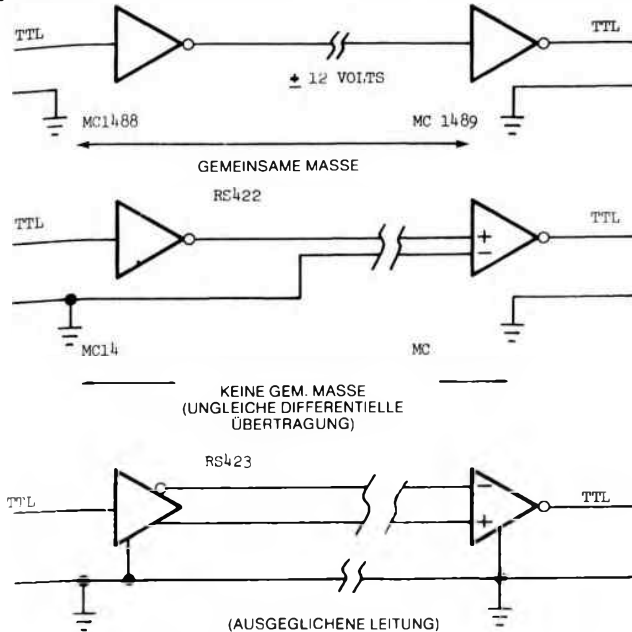 TTL TTL
± 12 VOLTS
MC1488 MC 1489
GEMEINSAME MASSE
RS422
TTL + TTL
−
MC14 MC
KEINE GEM. MASSE
(UNGLEICHE DIFFERENTIELLE
ÜBERTRAGUNG)
RS423
TTL − TTL
+
(AUSGEGLICHENE LEITUNG)